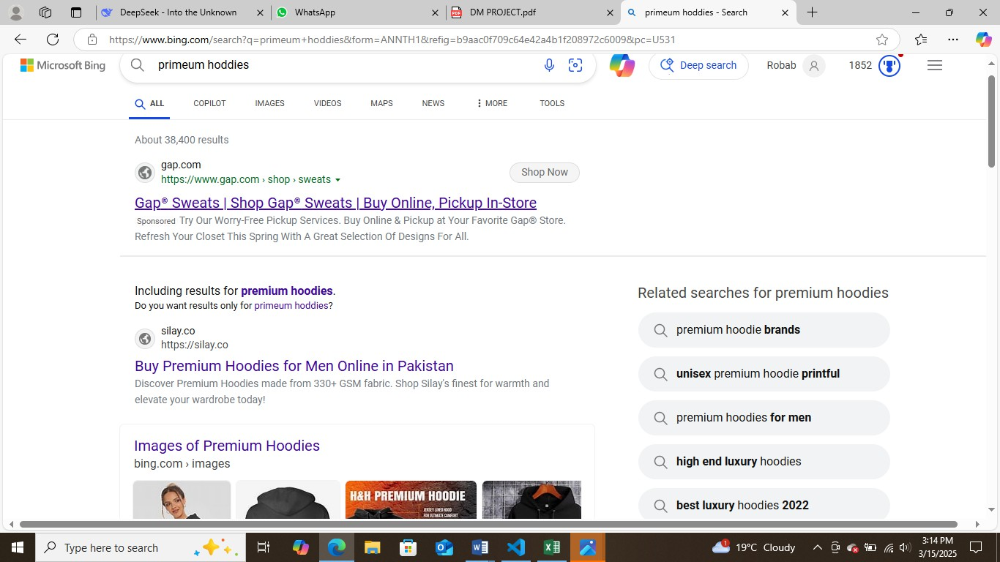 DeepSeek - Into the Unknown
WhatsApp
DM PROJECT.pdf
primeum hoddies - Search
https://www.bing.com/search?q=primeum+hoddies&form=ANNTH1&refig=b9aac0f709c64e42a4b1f208972c6009&pc=U531
Microsoft Bing
primeum hoddies
Deep search
Robab
1852
ALL
COPILOT
IMAGES
VIDEOS
MAPS
NEWS
MORE
TOOLS
About 38,400 results
gap.com
https://www.gap.com › shop › sweats
Shop Now
Gap® Sweats | Shop Gap® Sweats | Buy Online, Pickup In-Store
Sponsored Try Our Worry-Free Pickup Services. Buy Online & Pickup at Your Favorite Gap® Store.
Refresh Your Closet This Spring With A Great Selection Of Designs For All.
Including results for premium hoodies.
Do you want results only for primeum hoddies?
silay.co
https://silay.co
Buy Premium Hoodies for Men Online in Pakistan
Discover Premium Hoodies made from 330+ GSM fabric. Shop Silay's finest for warmth and
elevate your wardrobe today!
Images of Premium Hoodies
bing.com › images
H&H PREMIUM HOODIE
JERSEY LINED HOOD
FOR ULTIMATE COMFORT
Related searches for premium hoodies
premium hoodie brands
unisex premium hoodie printful
premium hoodies for men
high end luxury hoodies
best luxury hoodies 2022
Type here to search
1
19°C Cloudy
3:14 PM
3/15/2025